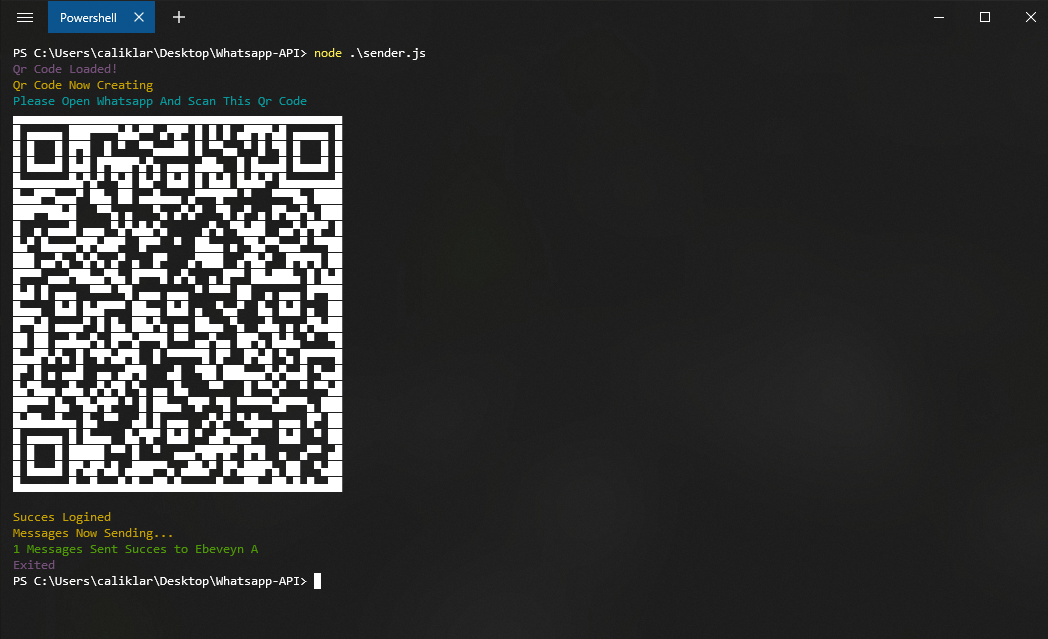 Powershell
PS C:\Users\caliklar\Desktop\Whatsapp-API> node .\sender.js
Qr Code Loaded!
Qr Code Now Creating
Please Open Whatsapp And Scan This Qr Code
Succes Logined
Messages Now Sending...
1 Messages Sent Succes to Ebeveyn A
Exited
PS C:\Users\caliklar\Desktop\Whatsapp-API>